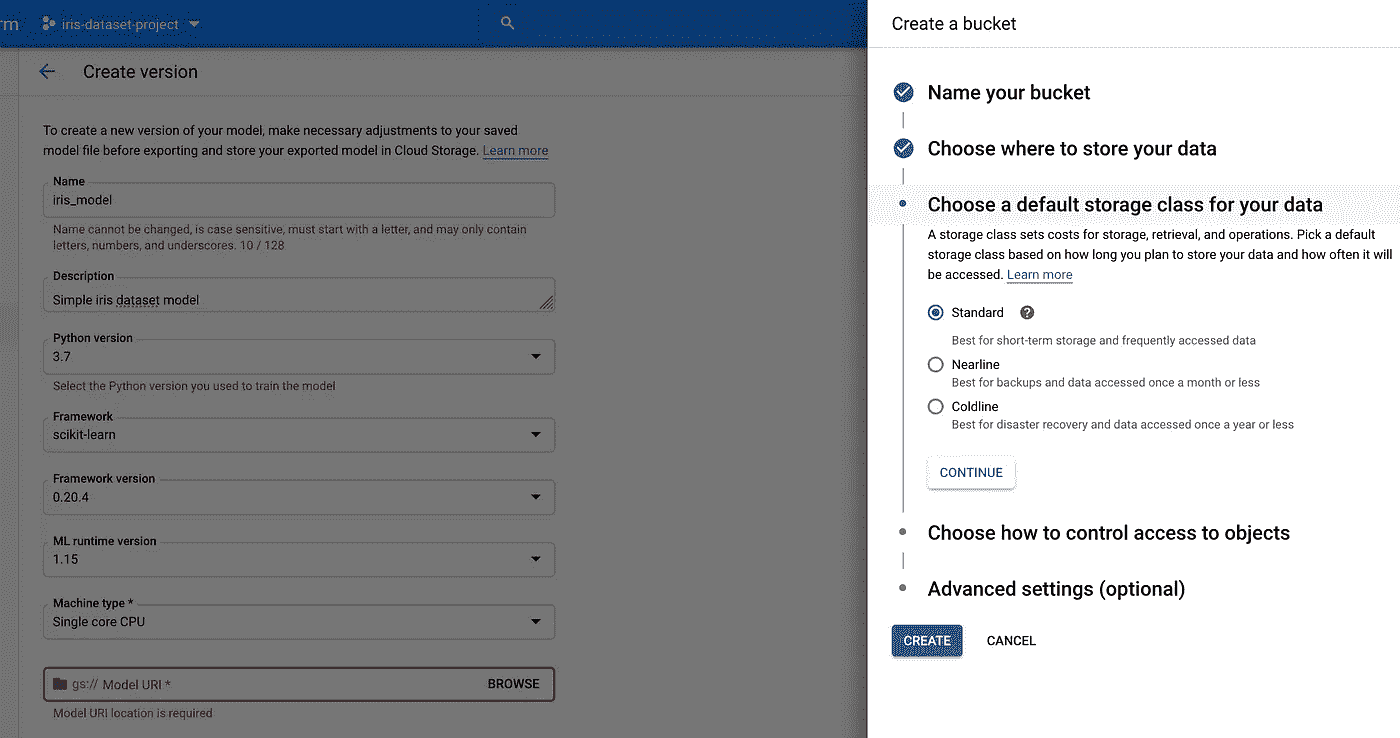 rm iris-dataset-project
Create version
To create a new version of your model, make necessary adjustments to your saved
model file before exporting and store your exported model in Cloud Storage. Learn more
Name
iris_model
Name cannot be changed, is case sensitive, must start with a letter, and may only contain
letters, numbers, and underscores. 10 / 128
Description
Simple iris dataset model
Python version
3.7
Select the Python version you used to train the model
Framework
scikit-learn
Framework version
0.20.4
ML runtime version
1.15
Machine type *
Single core CPU
gs:// Model URI * BROWSE
Model URI location is required
Create a bucket
Name your bucket
Choose where to store your data
Choose a default storage class for your data
A storage class sets costs for storage, retrieval, and operations. Pick a default
storage class based on how long you plan to store your data and how often it will
be accessed. Learn more
Standard ?
Best for short-term storage and frequently accessed data
Nearline
Best for backups and data accessed once a month or less
Coldline
Best for disaster recovery and data accessed once a year or less
CONTINUE
Choose how to control access to objects
Advanced settings (optional)
CREATE CANCEL